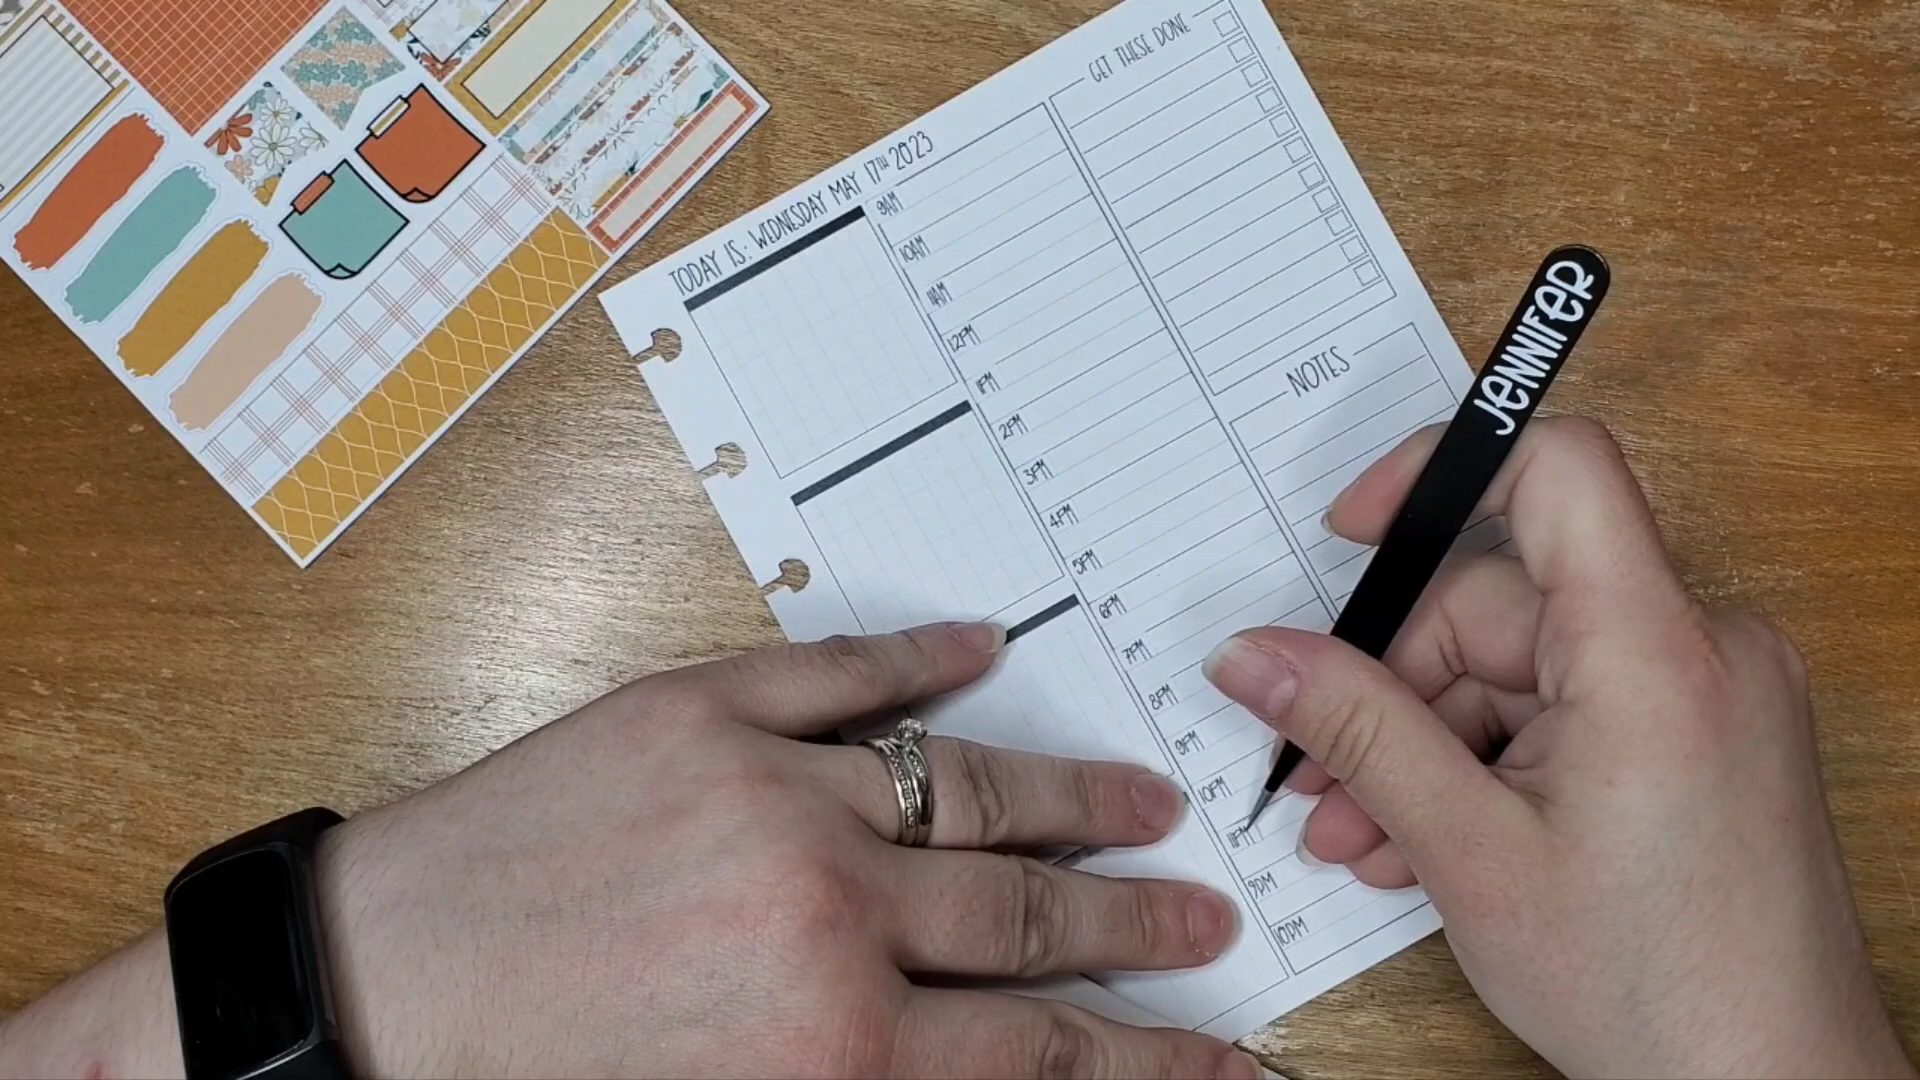 TODAY IS: WEDNESDAY MAY 17TH 2023
9AM
10AM
11AM
12PM
1PM
2PM
3PM
4PM
5PM
6PM
7PM
8PM
9PM
10PM
11PM
9PM
10PM
GET THESE DONE
NOTES
JENNIFER